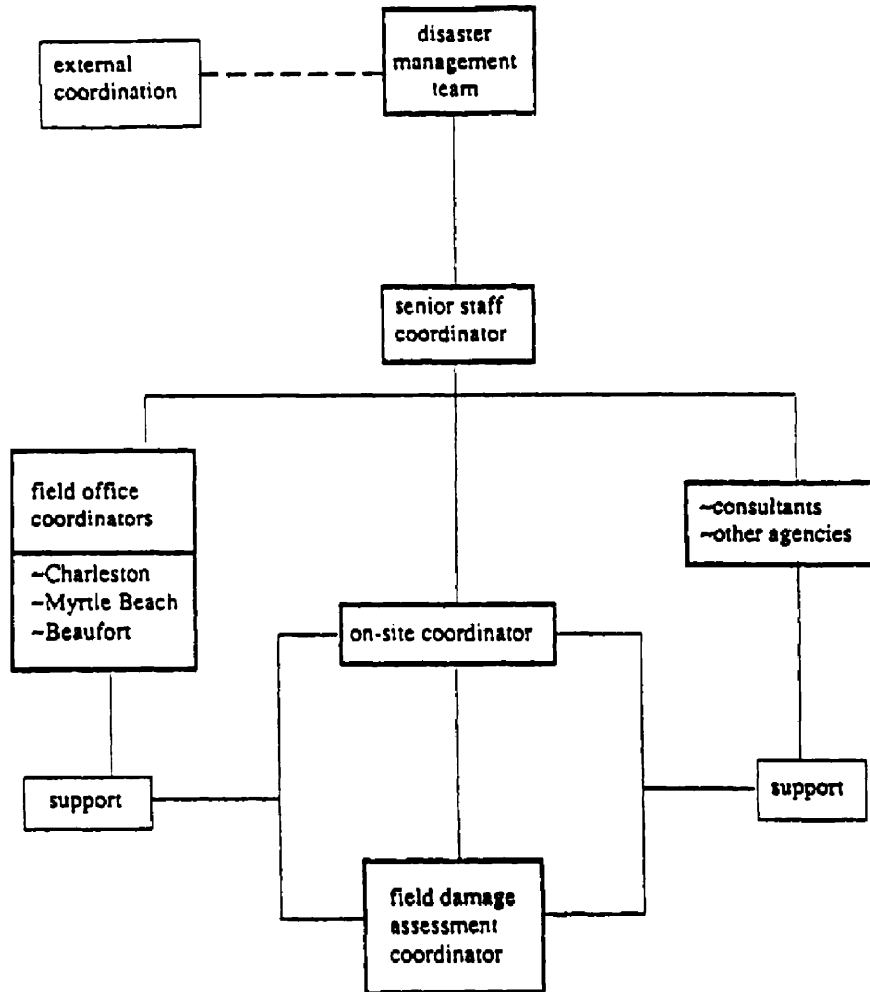 disaster
management
team
external
coordination
senior staff
coordinator
field office
coordinators
~Charleston
~Myrtle Beach
~Beaufort
~consultants
~other agencies
on-site coordinator
support
support
field damage
assessment
coordinator